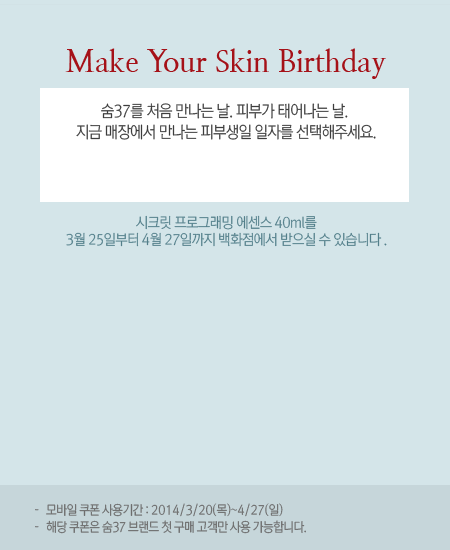 Make Your Skin Birthday
숨37를 처음 만나는 날. 피부가 태어나는 날.
지금 매장에서 만나는 피부생일 일자를 선택해주세요.
시크릿 프로그래밍 에센스 40ml를
3월 25일부터 4월 27일까지 백화점에서 받으실 수 있습니다.
- 모바일 쿠폰 사용기간 : 2014/3/20(목)~4/27(일)
- 해당 쿠폰은 숨37 브랜드 첫 구매 고객만 사용 가능합니다.